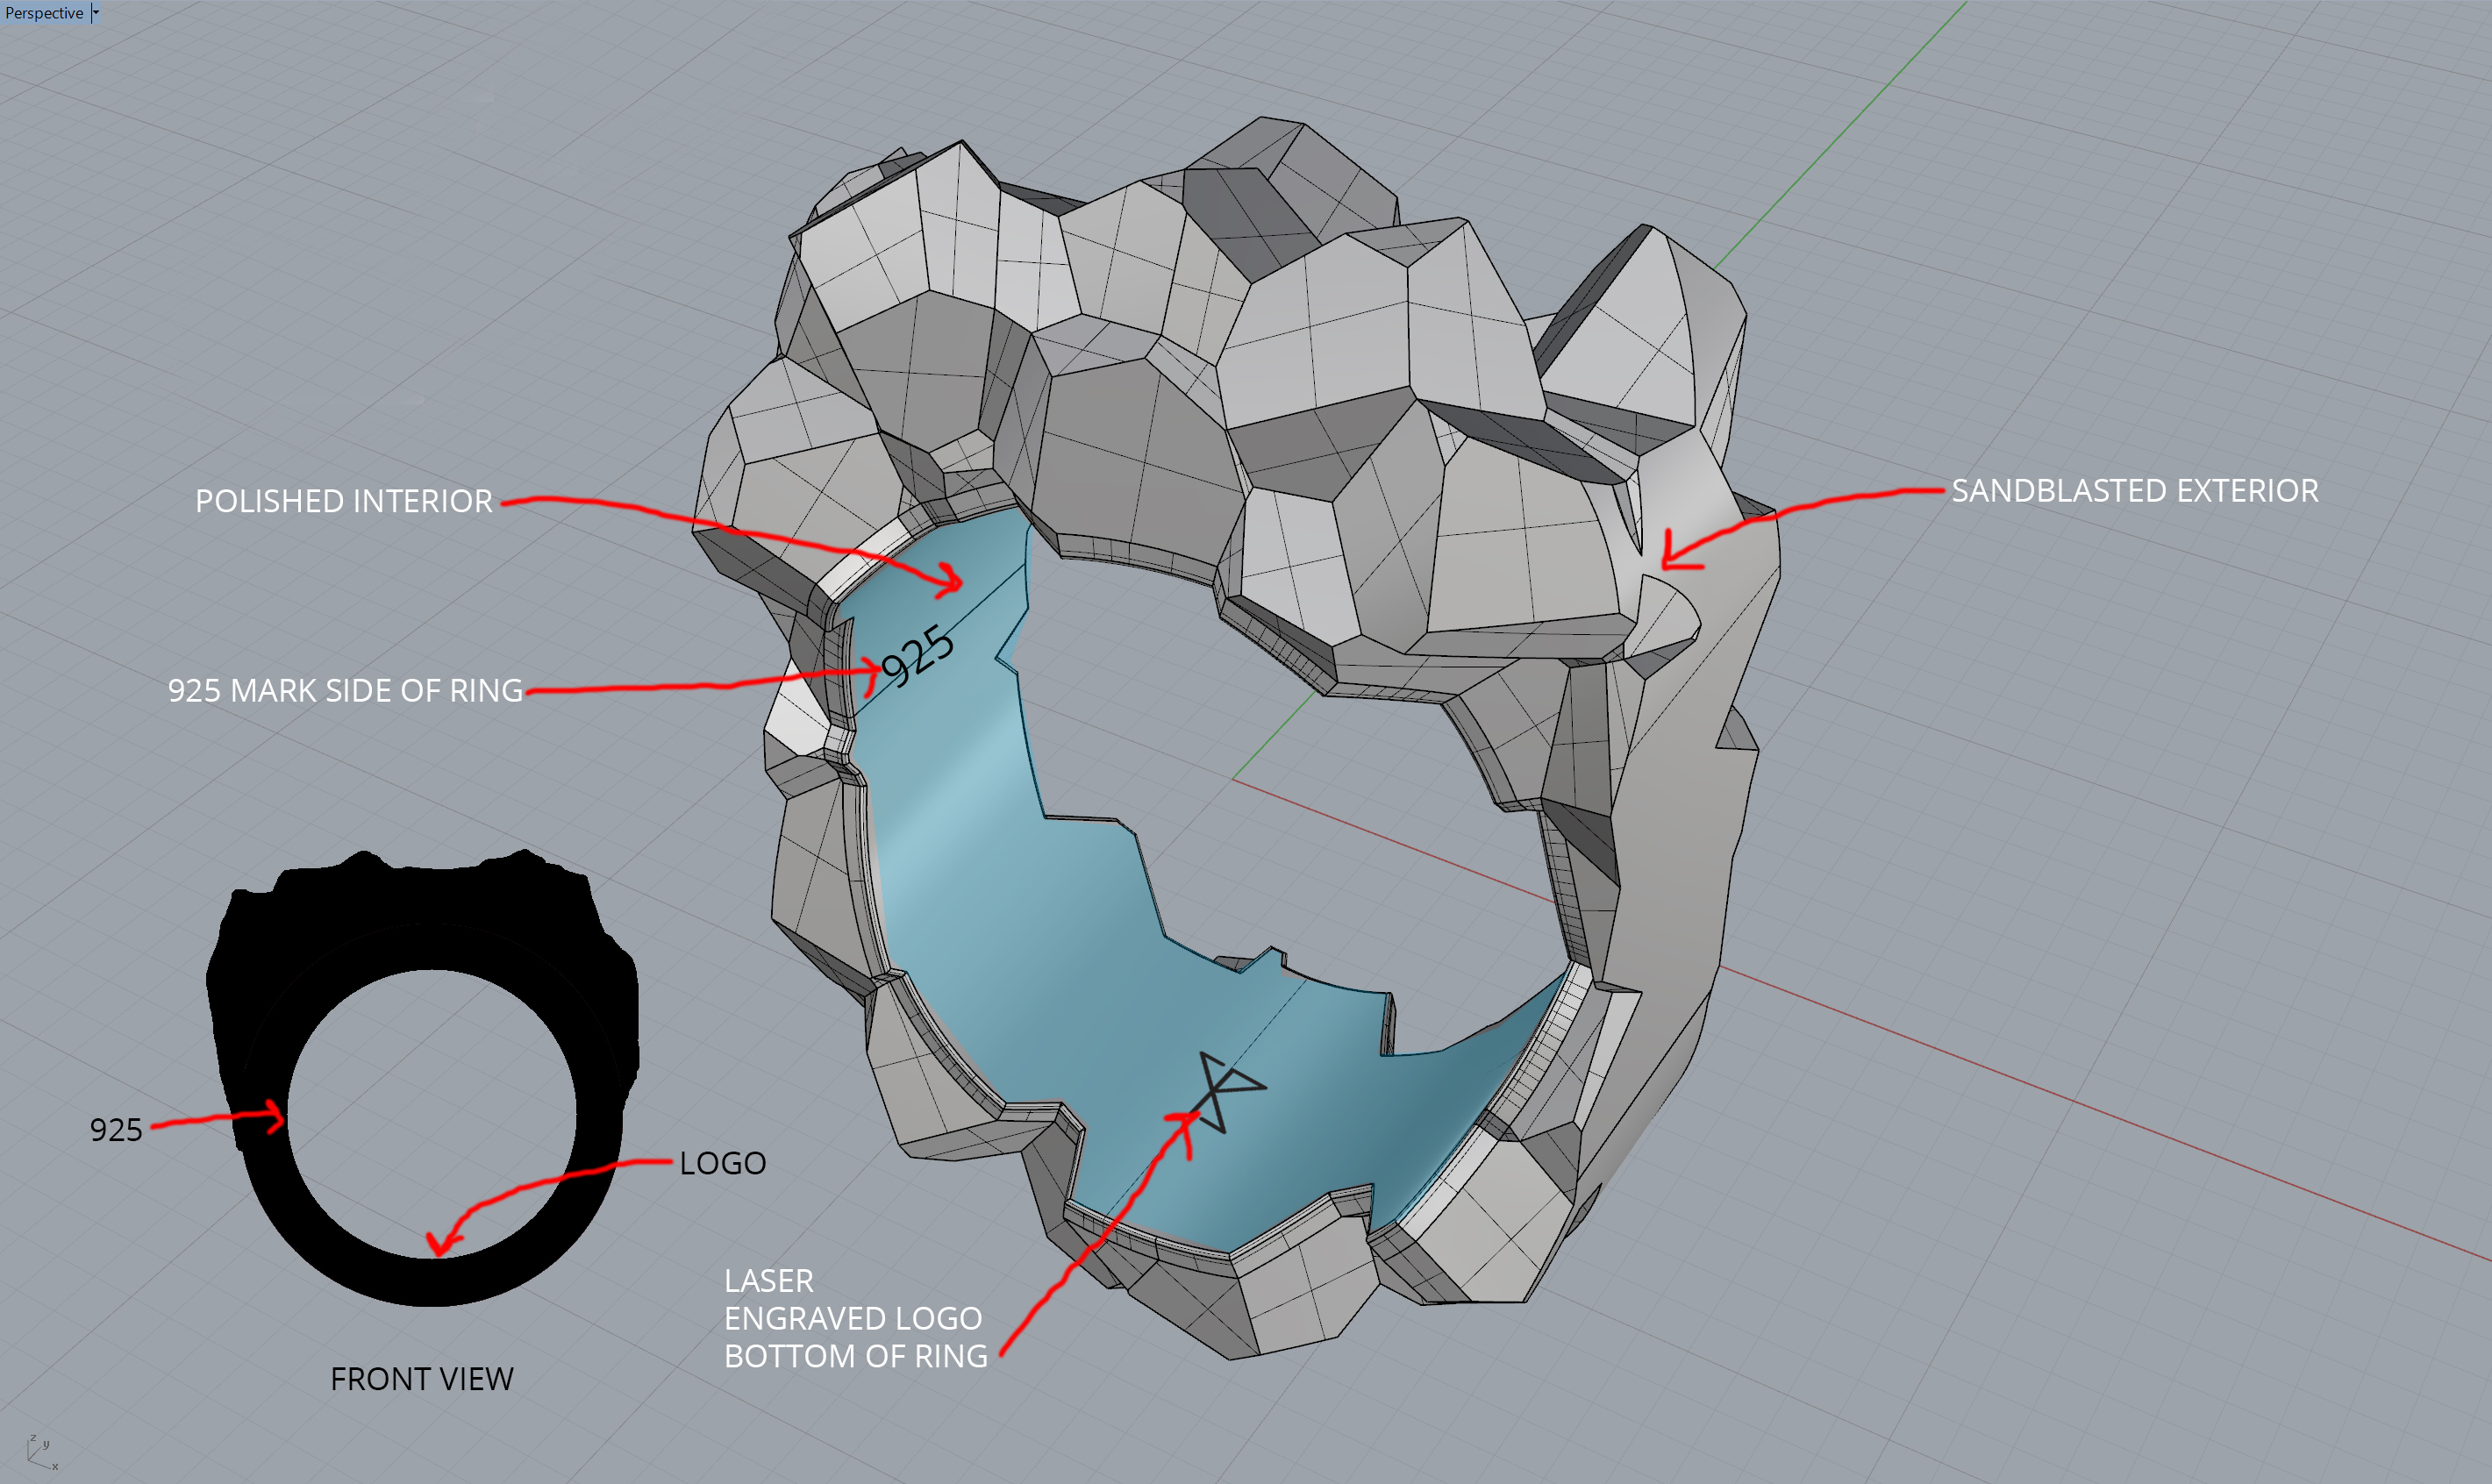 Perspective
POLISHED INTERIOR
SANDBLASTED EXTERIOR
925
925 MARK SIDE OF RING
925
LOGO
LASER
ENGRAVED LOGO
BOTTOM OF RING
FRONT VIEW
z
y
x